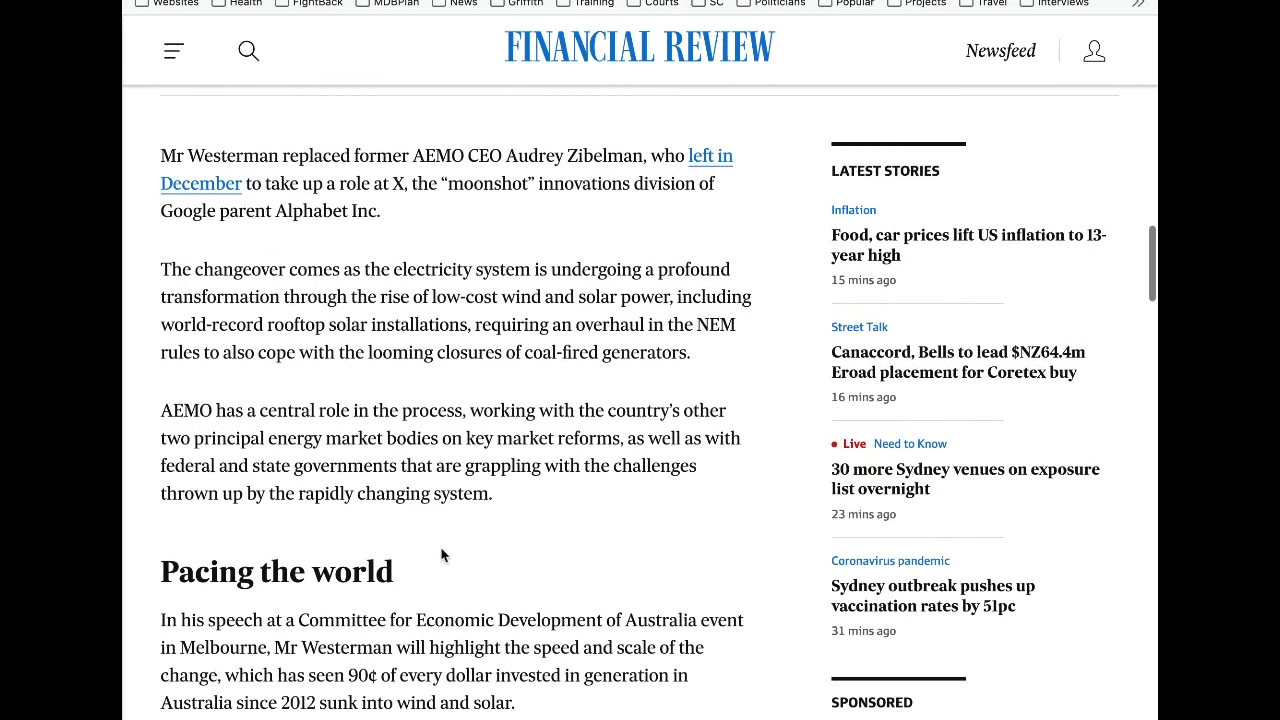 Websites Health FightBack MDBPlan News Griffith Training Courts SC Politicians Popular Projects Travel Interviews
FINANCIAL REVIEW
Newsfeed
Mr Westerman replaced former AEMO CEO Audrey Zibelman, who left in
December to take up a role at X, the “moonshot” innovations division of
Google parent Alphabet Inc.
The changeover comes as the electricity system is undergoing a profound
transformation through the rise of low-cost wind and solar power, including
world-record rooftop solar installations, requiring an overhaul in the NEM
rules to also cope with the looming closures of coal-fired generators.
AEMO has a central role in the process, working with the country’s other
two principal energy market bodies on key market reforms, as well as with
federal and state governments that are grappling with the challenges
thrown up by the rapidly changing system.
Pacing the world
In his speech at a Committee for Economic Development of Australia event
in Melbourne, Mr Westerman will highlight the speed and scale of the
change, which has seen 90¢ of every dollar invested in generation in
Australia since 2012 sunk into wind and solar.
LATEST STORIES
Inflation
Food, car prices lift US inflation to 13-
year high
15 mins ago
Street Talk
Canaccord, Bells to lead $NZ64.4m
Eroad placement for Coretex buy
16 mins ago
Live Need to Know
30 more Sydney venues on exposure
list overnight
23 mins ago
Coronavirus pandemic
Sydney outbreak pushes up
vaccination rates by 51pc
31 mins ago
SPONSORED